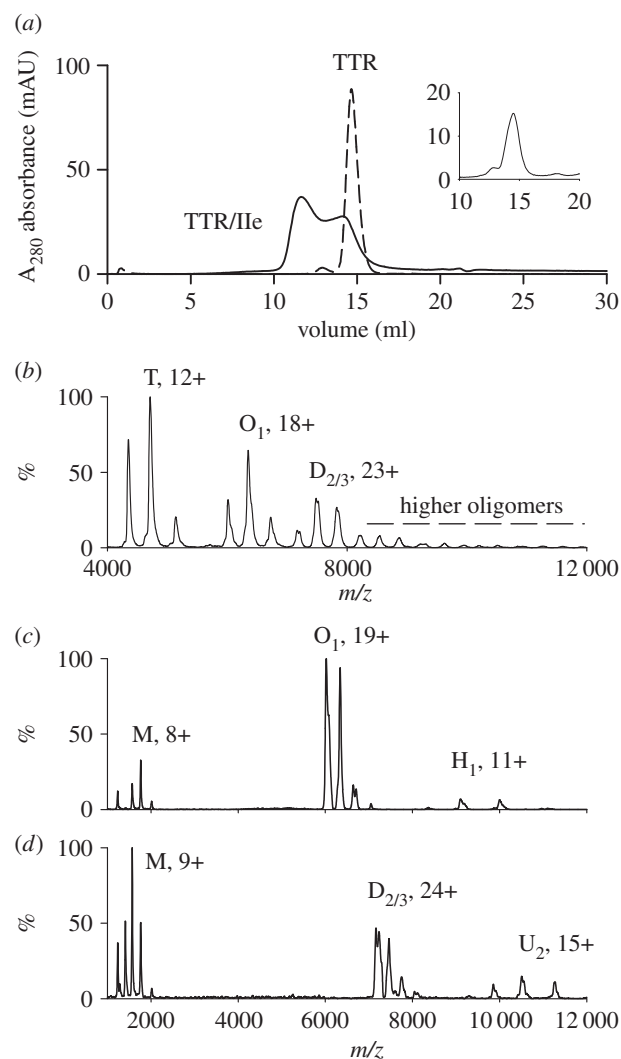 (a)
100
50
0
A280 absorbance (mAU)
TTR
TTR/IIe
20
10
0
10 15 20
0 5 10 15 20 25 30
volume (ml)
(b)
100
50
0
%
T, 12+
O1, 18+
D2/3, 23+
higher oligomers
4000 8000 12 000
m/z
(c)
100
50
0
%
M, 8+
O1, 19+
H1, 11+
(d)
100
50
0
%
M, 9+
D2/3, 24+
U2, 15+
2000 4000 6000 8000 10 000 12 000
m/z